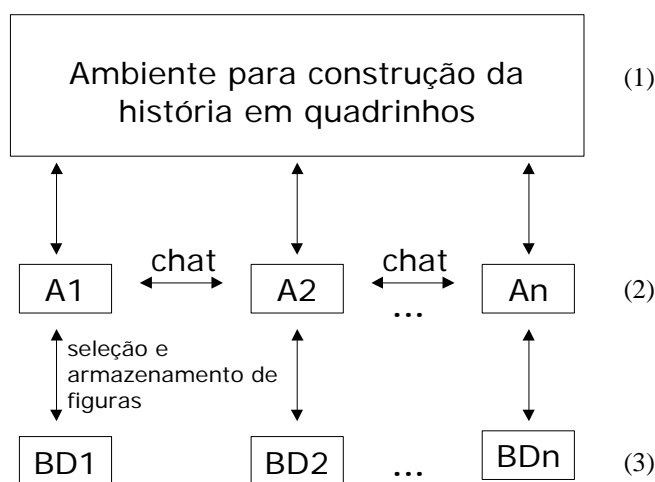 Ambiente para construção da
história em quadrinhos
(1)
chat
chat
A1
A2
...
An
(2)
seleção e
armazenamento de
figuras
BD1
BD2
...
BDn
(3)